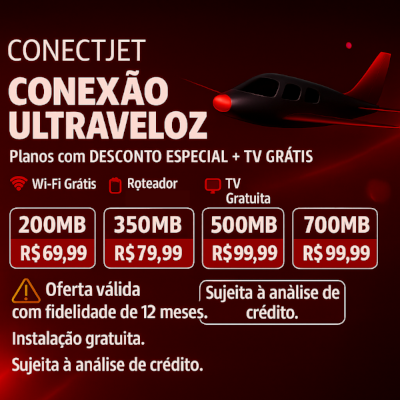 CONECTJET
CONEXÃO
ULTRAVELOZ
Planos com DESCONTO ESPECIAL + TV GRÁTIS
Wi-Fi Grátis
Roteador
TV
Gratuita
200MB
R$69,99
350MB
R$79,99
500MB
R$99,99
700MB
R$99,99
Oferta válida
com fidelidade de 12 meses.
Sujeita à anàlise de
crédito.
Instalação gratuita.
Sujeita à análise de crédito.